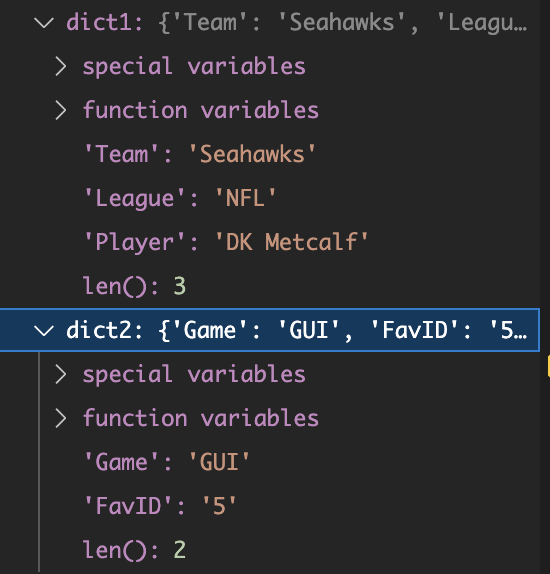 dict1: {'Team': 'Seahawks', 'Leagu…
special variables
function variables
'Team': 'Seahawks'
'League': 'NFL'
'Player': 'DK Metcalf'
len(): 3
dict2: {'Game': 'GUI', 'FavID': '5…
special variables
function variables
'Game': 'GUI'
'FavID': '5'
len(): 2